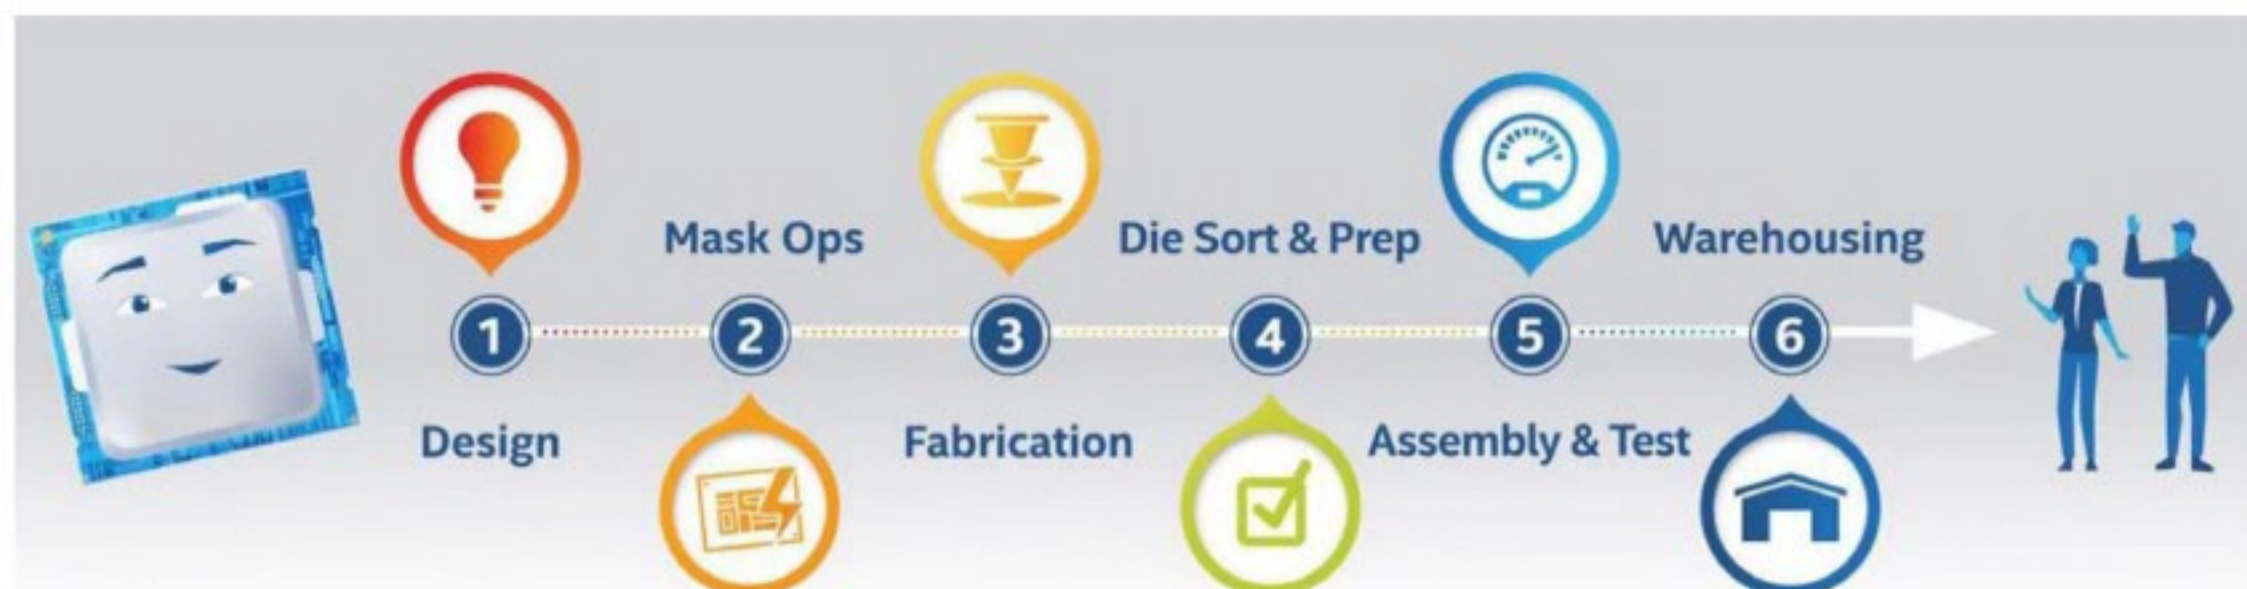 Mask Ops
Die Sort & Prep
Warehousing
1
2
3
4
5
6
Design
Fabrication
Assembly & Test